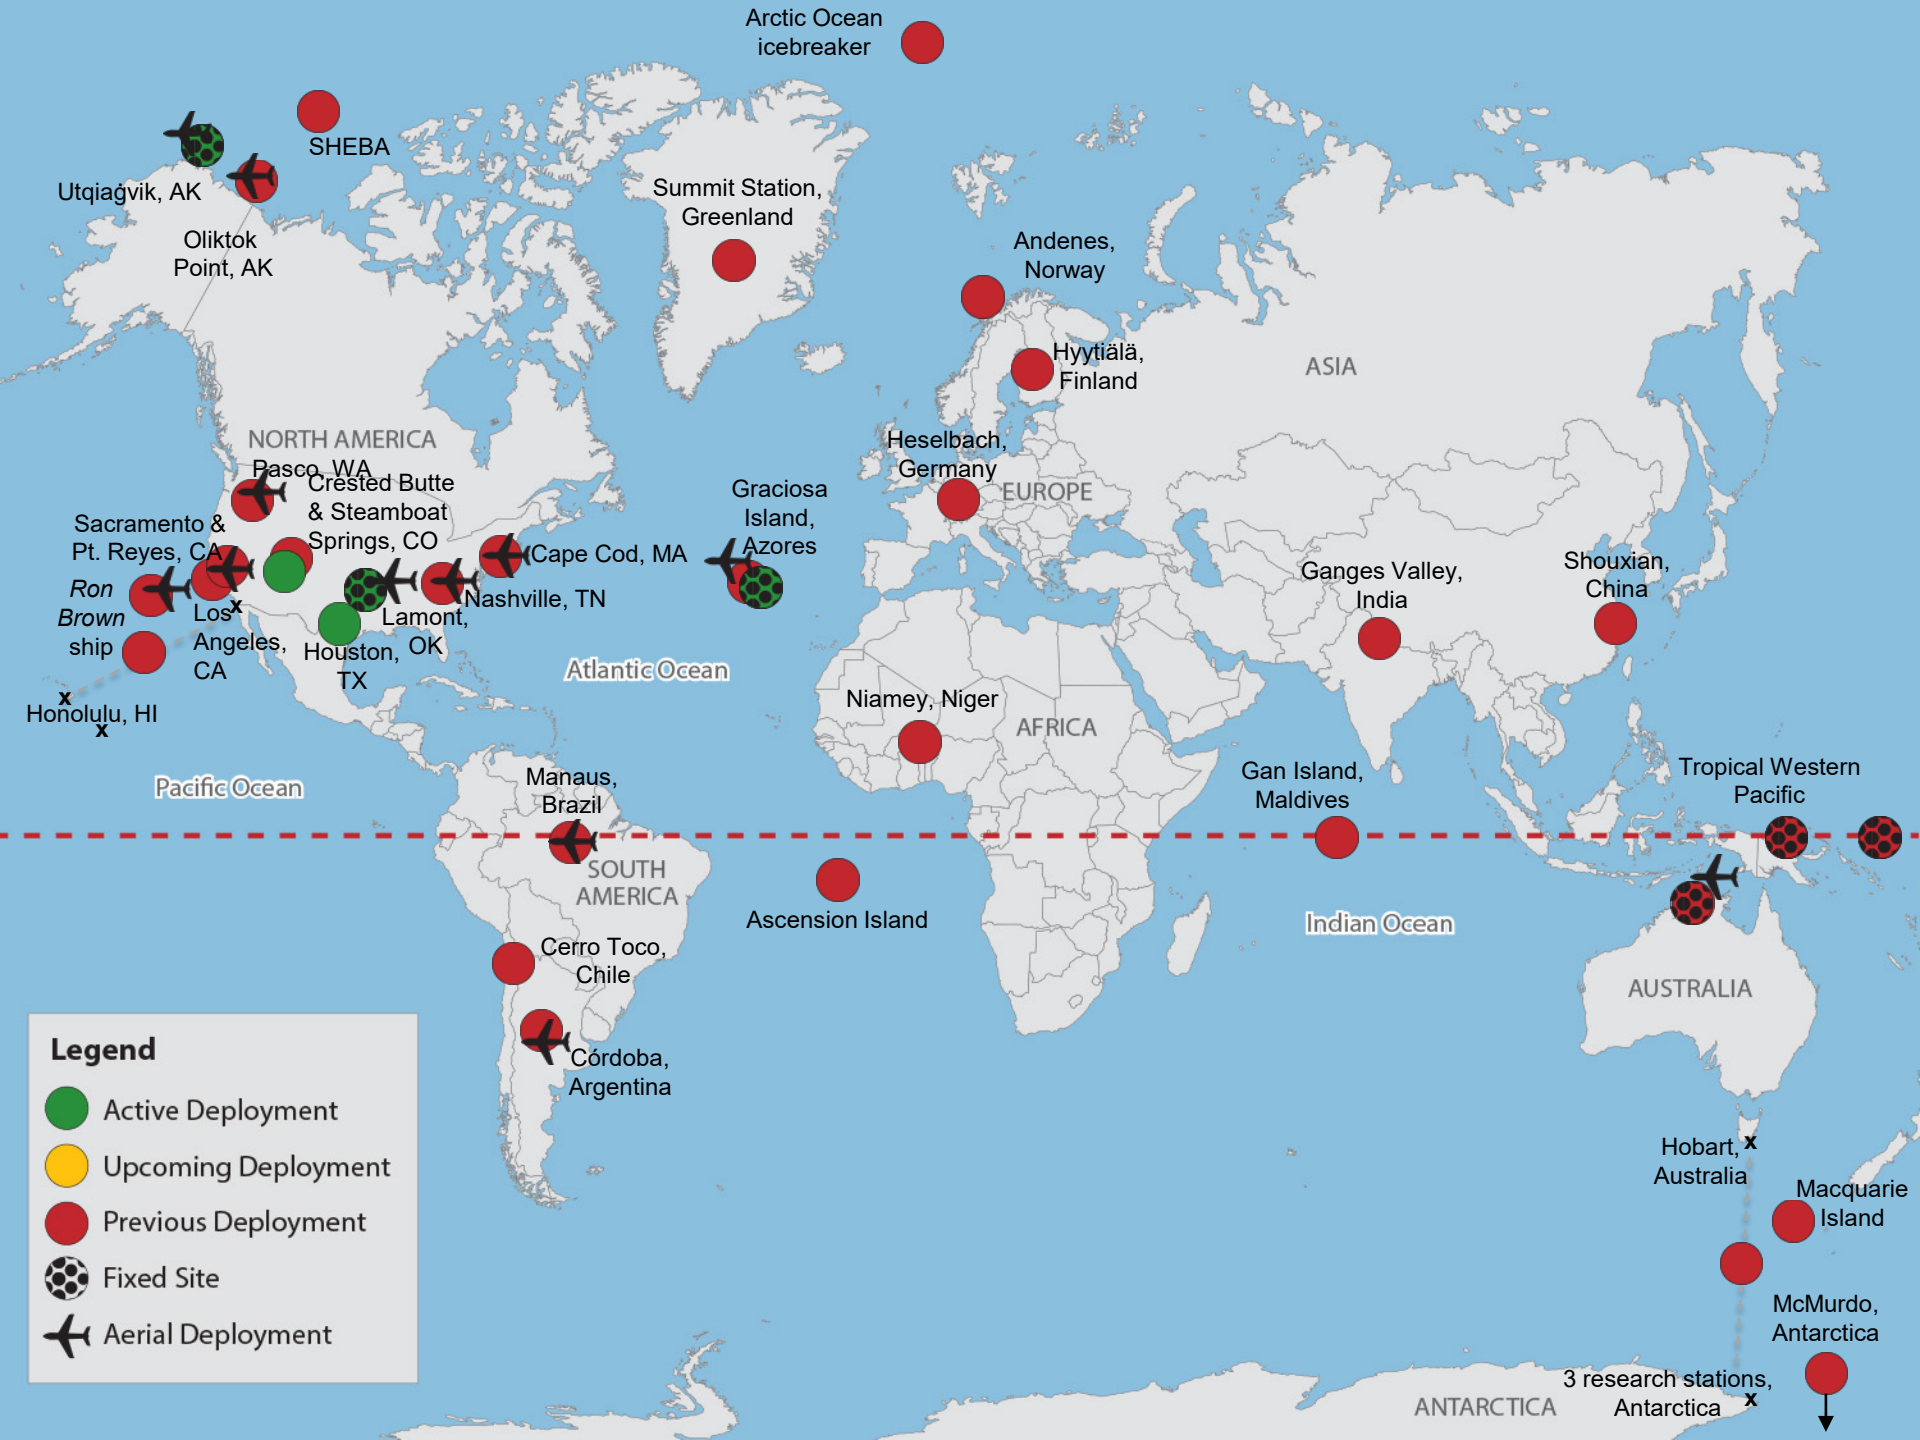 Arctic Ocean
icebreaker
SHEBA
Utqiaġvik, AK
Oliktok
Point, AK
Summit Station,
Greenland
Andenes,
Norway
Hyytiälä,
Finland
ASIA
NORTH AMERICA
Pasco, WA
Crested Butte
& Steamboat
Springs, CO
Heselbach,
Germany
EUROPE
Graciosa
Island,
Azores
Sacramento &
Pt. Reyes, CA
Cape Cod, MA
Ron
Brown
ship
Los
Angeles,
CA
x
Nashville, TN
Lamont,
OK
Houston,
TX
Ganges Valley,
India
Shouxian,
China
Atlantic Ocean
x
Honolulu, HI
x
Niamey, Niger
AFRICA
Pacific Ocean
Manaus,
Brazil
Gan Island,
Maldives
Tropical Western
Pacific
SOUTH
AMERICA
Ascension Island
Indian Ocean
Cerro Toco,
Chile
AUSTRALIA
Córdoba,
Argentina
Legend
Active Deployment
Upcoming Deployment
Previous Deployment
Fixed Site
Aerial Deployment
Hobart, x
Australia
Macquarie
Island
McMurdo,
Antarctica
3 research stations,
Antarctica x
ANTARCTICA